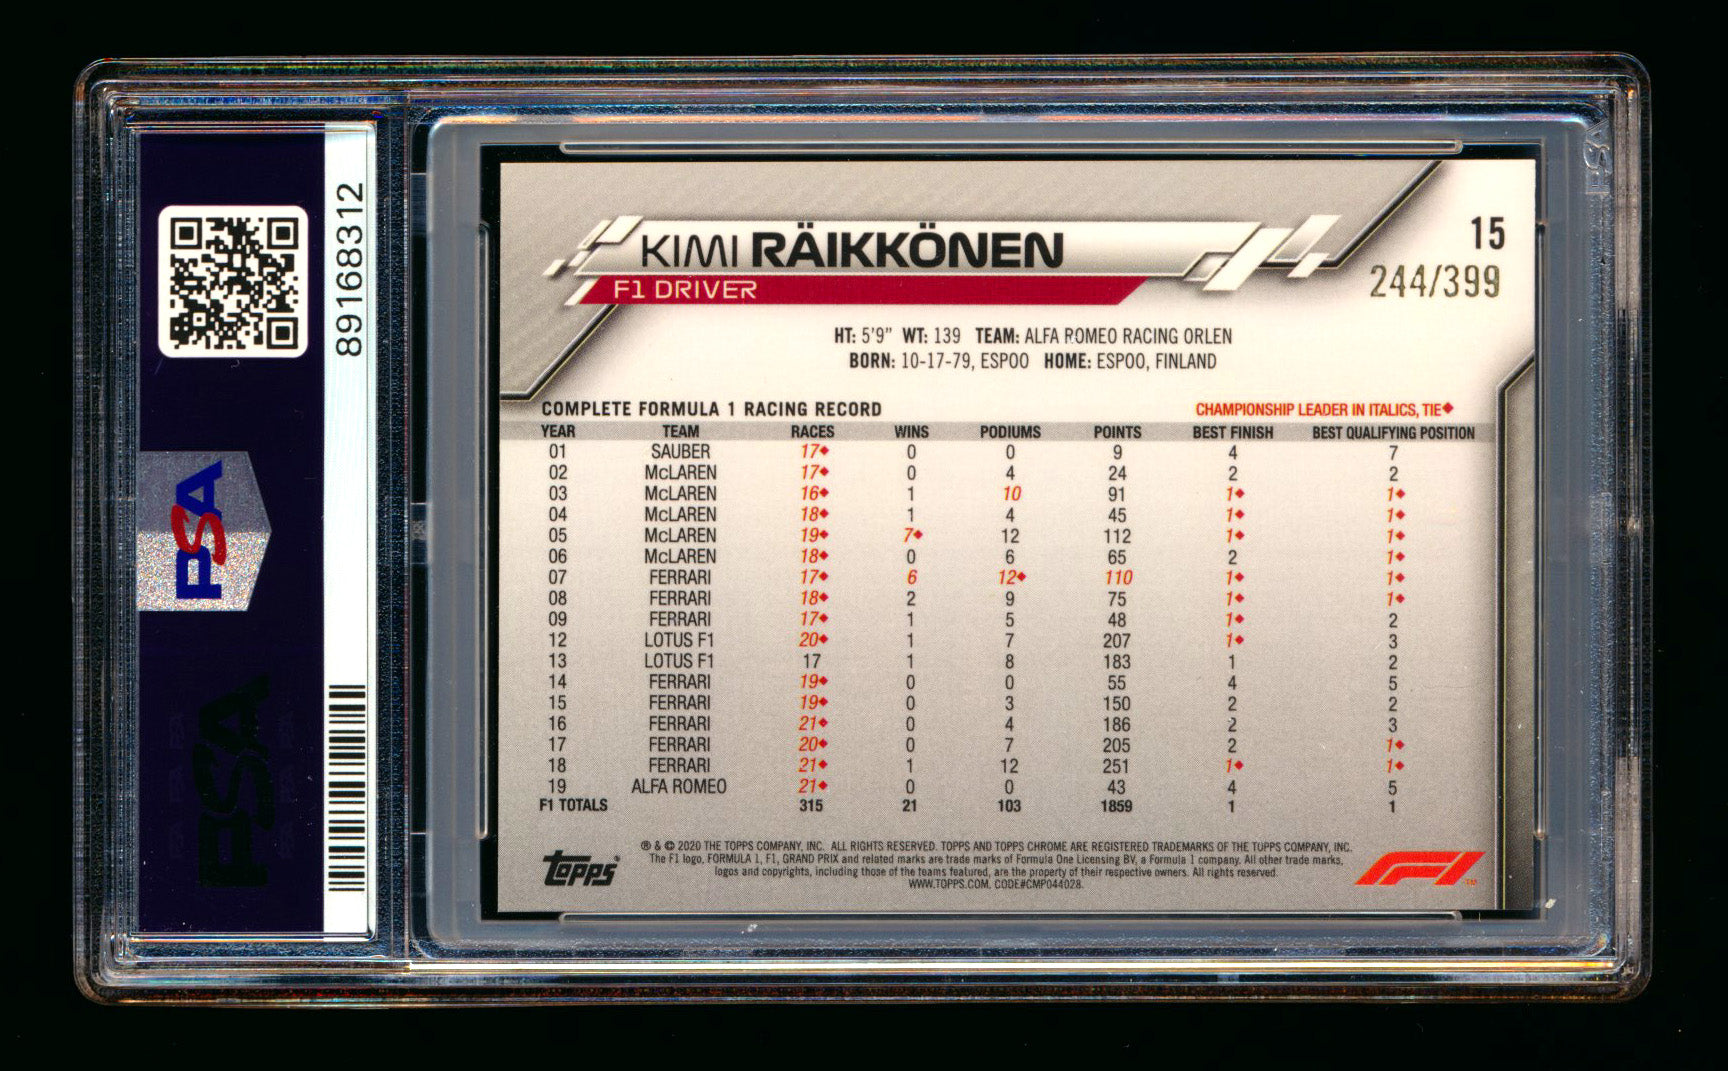 89168312
PSA
PSA
KIMI RÄIKKÖNEN
15
244/399
F1 DRIVER
HT: 5'9" WT: 139 TEAM: ALFA ROMEO RACING ORLEN
BORN: 10-17-79, ESPOO HOME: ESPOO, FINLAND
COMPLETE FORMULA 1 RACING RECORD CHAMPIONSHIP LEADER IN ITALICS, TIE◆
YEAR TEAM RACES WINS PODIUMS POINTS BEST FINISH BEST QUALIFYING POSITION
01 SAUBER 17◆ 0 0 9 4 7
02 McLAREN 17◆ 0 4 24 2 2
03 McLAREN 16◆ 1 10 91 1◆ 1◆
04 McLAREN 18◆ 1 4 45 1◆ 1◆
05 McLAREN 19◆ 7◆ 12 112 1◆ 1◆
06 McLAREN 18◆ 0 6 65 2 1◆
07 FERRARI 17◆ 6 12◆ 110 1◆ 1◆
08 FERRARI 18◆ 2 9 75 1◆ 1◆
09 FERRARI 17◆ 1 5 48 1◆ 2
12 LOTUS F1 20◆ 1 7 207 1◆ 3
13 LOTUS F1 17 1 8 183 1 2
14 FERRARI 19◆ 0 0 55 4 5
15 FERRARI 19◆ 0 3 150 2 2
16 FERRARI 21◆ 0 4 186 2 3
17 FERRARI 20◆ 0 7 205 2 1◆
18 FERRARI 21◆ 1 12 251 1◆ 1◆
19 ALFA ROMEO 21◆ 0 0 43 4 5
F1 TOTALS 315 21 103 1859 1 1
® & © 2020 THE TOPPS COMPANY, INC. ALL RIGHTS RESERVED. TOPPS AND TOPPS CHROME ARE REGISTERED TRADEMARKS OF THE TOPPS COMPANY, INC.
The F1 logo, FORMULA 1, F1, GRAND PRIX and related marks are trade marks of Formula One Licensing BV, a Formula 1 company. All other trade marks,
logos and copyrights, including those of the teams featured, are the property of their respective owners. All rights reserved.
WWW.TOPPS.COM. CODE#CMP044028.
topps®
F1™
PSA